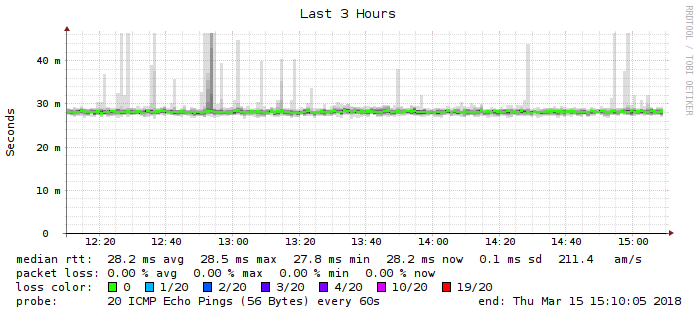 Last 3 Hours
RRDTOOL / TOBI OETIKER
Seconds
40 m
30 m
20 m
10 m
0
12:20 12:40 13:00 13:20 13:40 14:00 14:20 14:40 15:00
median rtt: 28.2 ms avg 28.5 ms max 27.8 ms min 28.2 ms now 0.1 ms sd 211.4 am/s
packet loss: 0.00 % avg 0.00 % max 0.00 % min 0.00 % now
loss color: 0 1/20 2/20 3/20 4/20 10/20 19/20
probe: 20 ICMP Echo Pings (56 Bytes) every 60s end: Thu Mar 15 15:10:05 2018